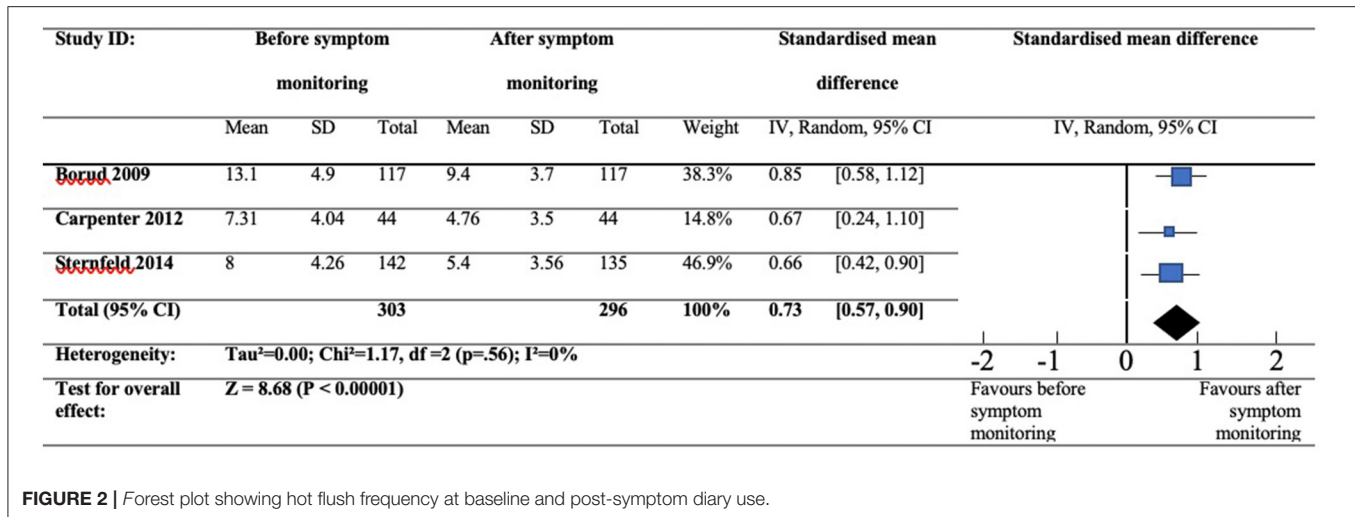 Study ID: Before symptom After symptom Standardised mean Standardised mean difference
monitoring monitoring difference
Mean SD Total Mean SD Total Weight IV, Random, 95% CI IV, Random, 95% CI
Borud 2009 13.1 4.9 117 9.4 3.7 117 38.3% 0.85 [0.58, 1.12]
Carpenter 2012 7.31 4.04 44 4.76 3.5 44 14.8% 0.67 [0.24, 1.10]
Sternfeld 2014 8 4.26 142 5.4 3.56 135 46.9% 0.66 [0.42, 0.90]
Total (95% CI) 303 296 100% 0.73 [0.57, 0.90]
Heterogeneity: Tau²=0.00; Chi²=1.17, df =2 (p=.56); I²=0%
-2 -1 0 1 2
Test for overall Z = 8.68 (P < 0.00001)
effect:
Favours before Favours after
symptom symptom
monitoring monitoring
FIGURE 2 | Forest plot showing hot flush frequency at baseline and post-symptom diary use.